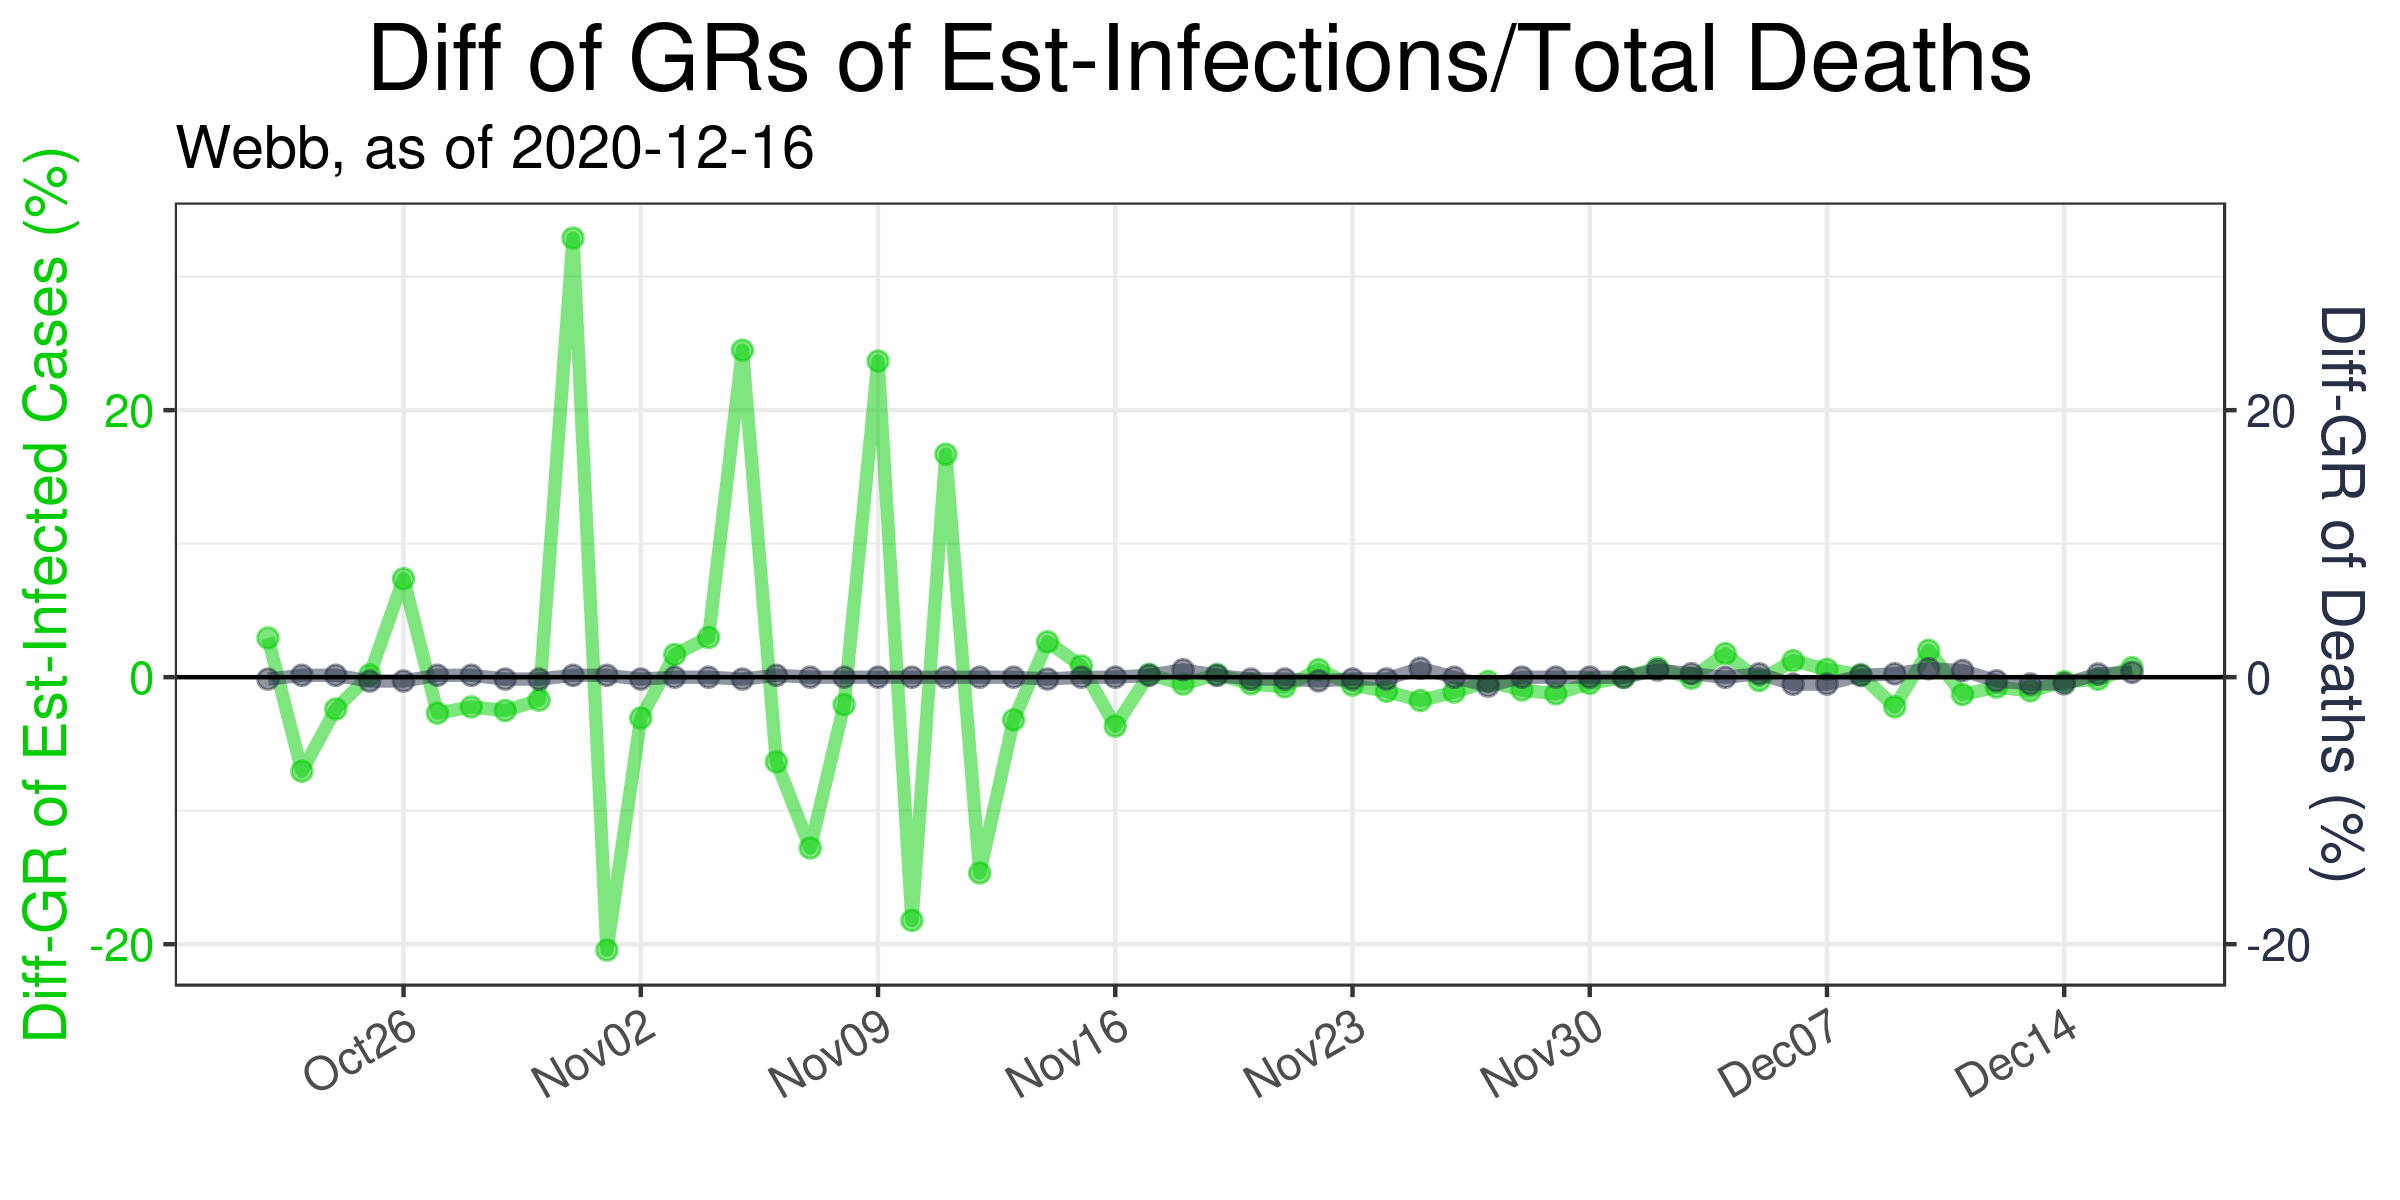 Diff of GRs of Est-Infections/Total Deaths
Webb, as of 2020-12-16
Diff-GR of Est-Infected Cases (%)
20
0
-20
20
0
-20
Diff-GR of Deaths (%)
Oct26
Nov02
Nov09
Nov16
Nov23
Nov30
Dec07
Dec14